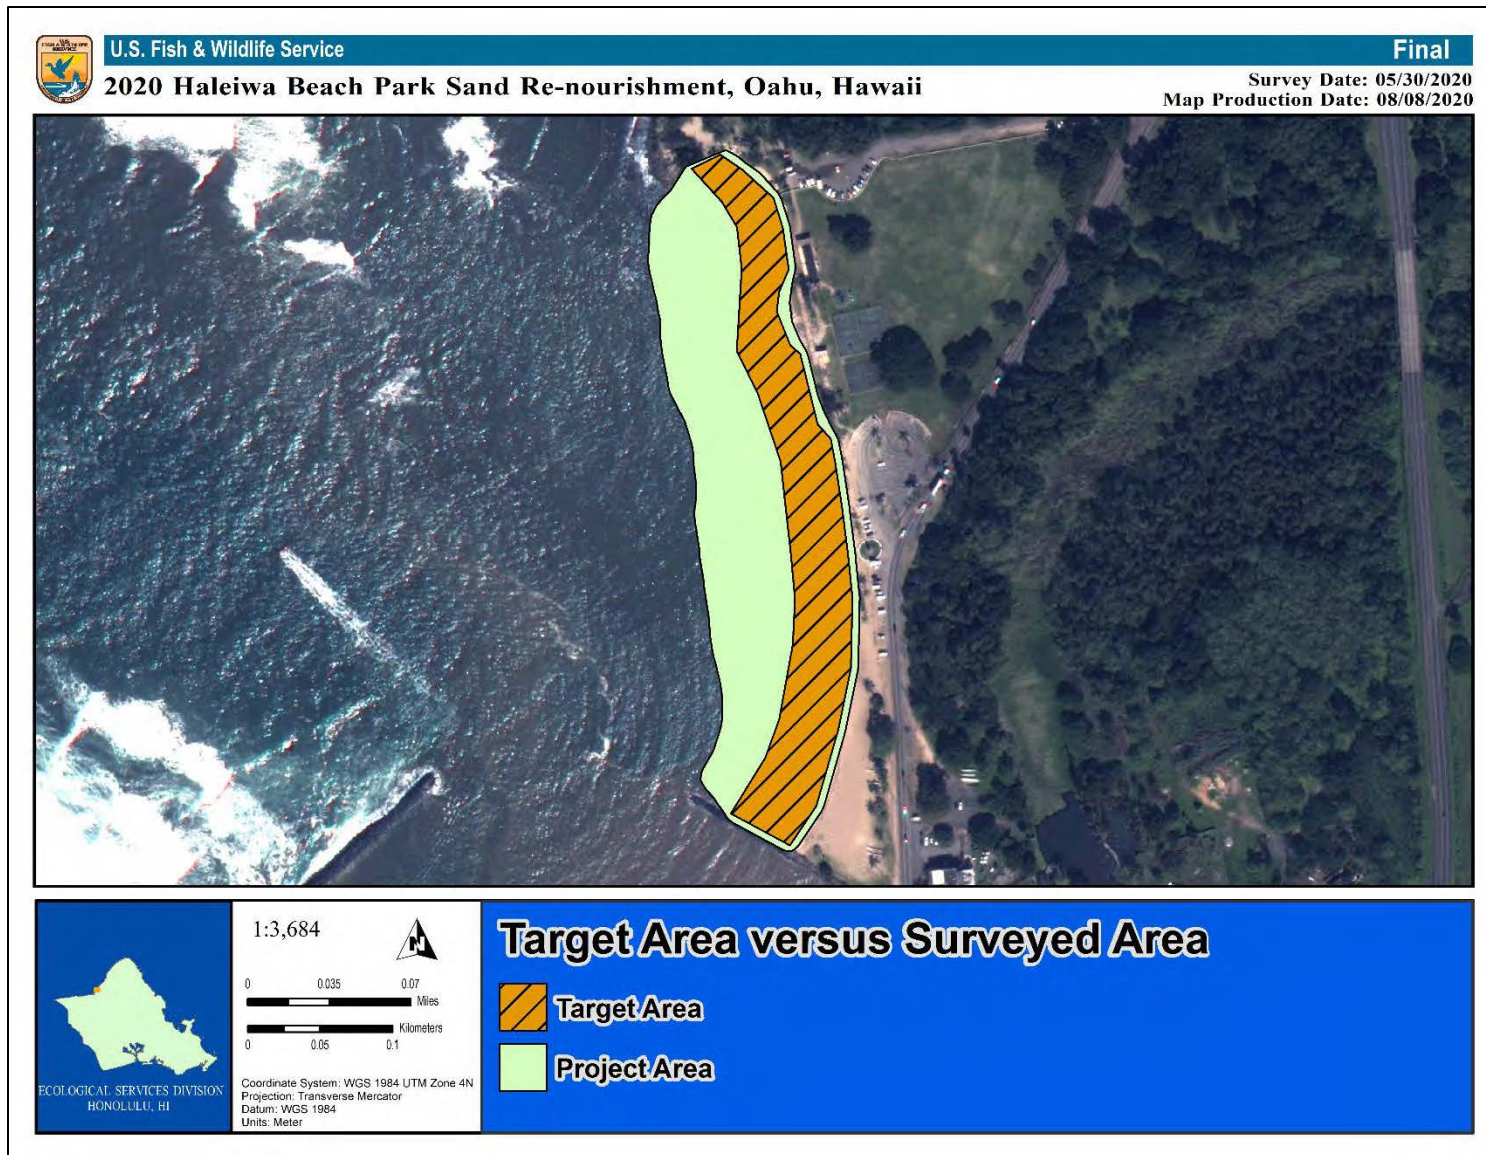 U.S. Fish & Wildlife Service
Final
2020 Haleiwa Beach Park Sand Re-nourishment, Oahu, Hawaii
Survey Date: 05/30/2020
Map Production Date: 08/08/2020
1:3,684
N
0 0.035 0.07
Miles
Kilometers
0 0.05 0.1
Coordinate System: WGS 1984 UTM Zone 4N
Projection: Transverse Mercator
Datum: WGS 1984
Units: Meter
ECOLOGICAL SERVICES DIVISION
HONOLULU, HI
Target Area versus Surveyed Area
Target Area
Project Area